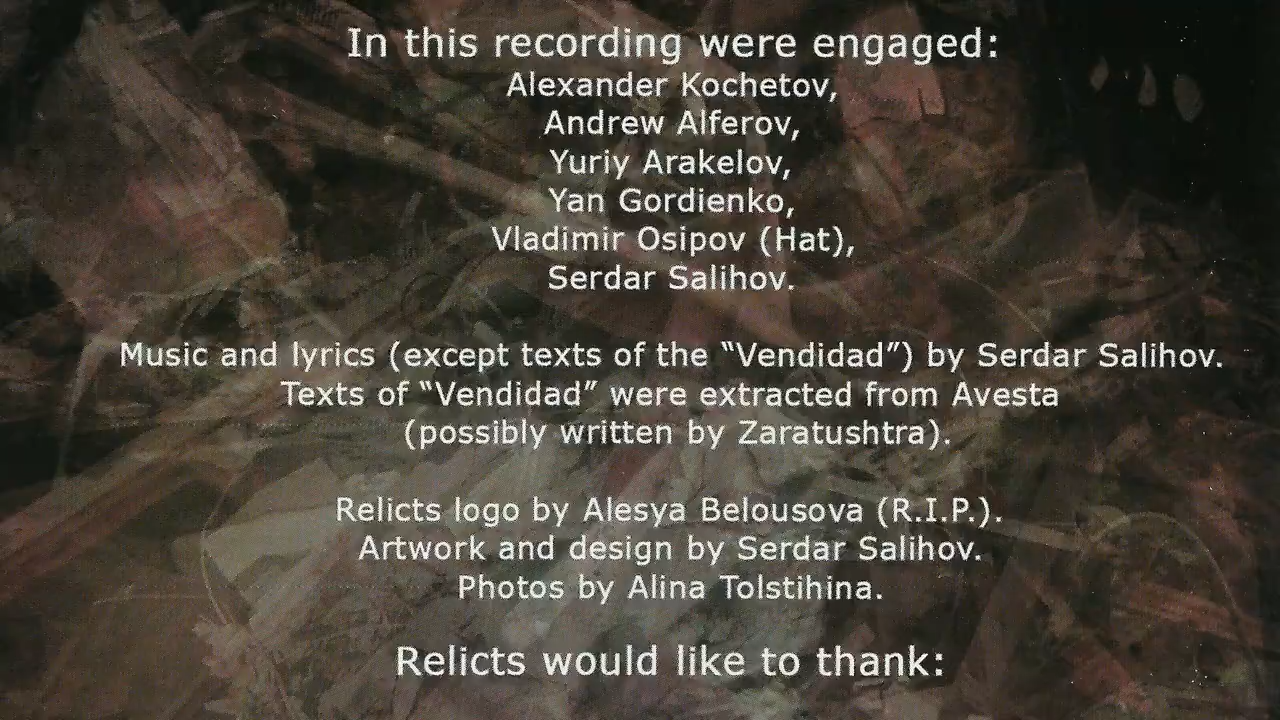 In this recording were engaged:
Alexander Kochetov,
Andrew Alferov,
Yuriy Arakelov,
Yan Gordienko,
Vladimir Osipov (Hat),
Serdar Salihov.
Music and lyrics (except texts of the “Vendidad”) by Serdar Salihov.
Texts of “Vendidad” were extracted from Avesta
(possibly written by Zaratushtra).
Relicts logo by Alesya Belousova (R.I.P.).
Artwork and design by Serdar Salihov.
Photos by Alina Tolstihina.
Relicts would like to thank: